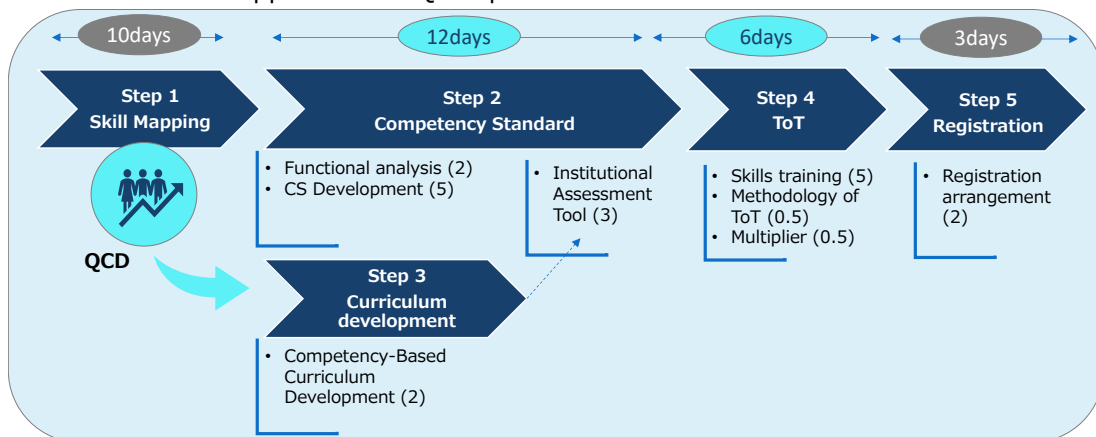 10days
12days
6days
3days
Step 1
Skill Mapping
Step 2
Competency Standard
Step 4
ToT
Step 5
Registration
QCD
• Functional analysis (2)
• CS Development (5)
• Institutional
Assessment
Tool (3)
• Skills training (5)
• Methodology of
ToT (0.5)
• Multiplier (0.5)
• Registration
arrangement
(2)
Step 3
Curriculum
development
• Competency-Based
Curriculum
Development (2)